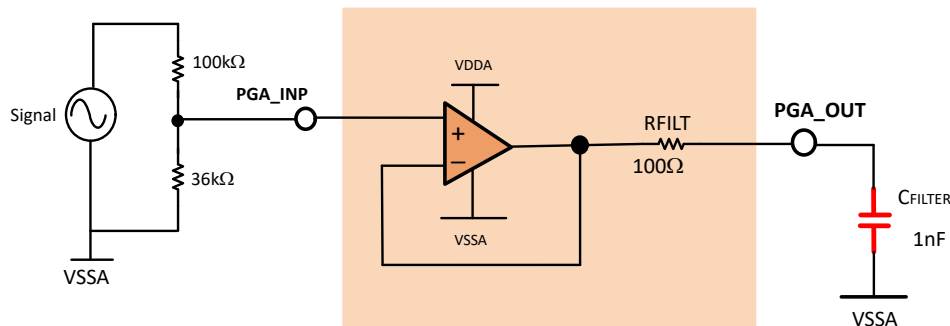 Signal
100kΩ
36kΩ
VSSA
PGA_INP
VDDA
+
−
VSSA
RFILT
100Ω
PGA_OUT
CFILTER
1nF
VSSA